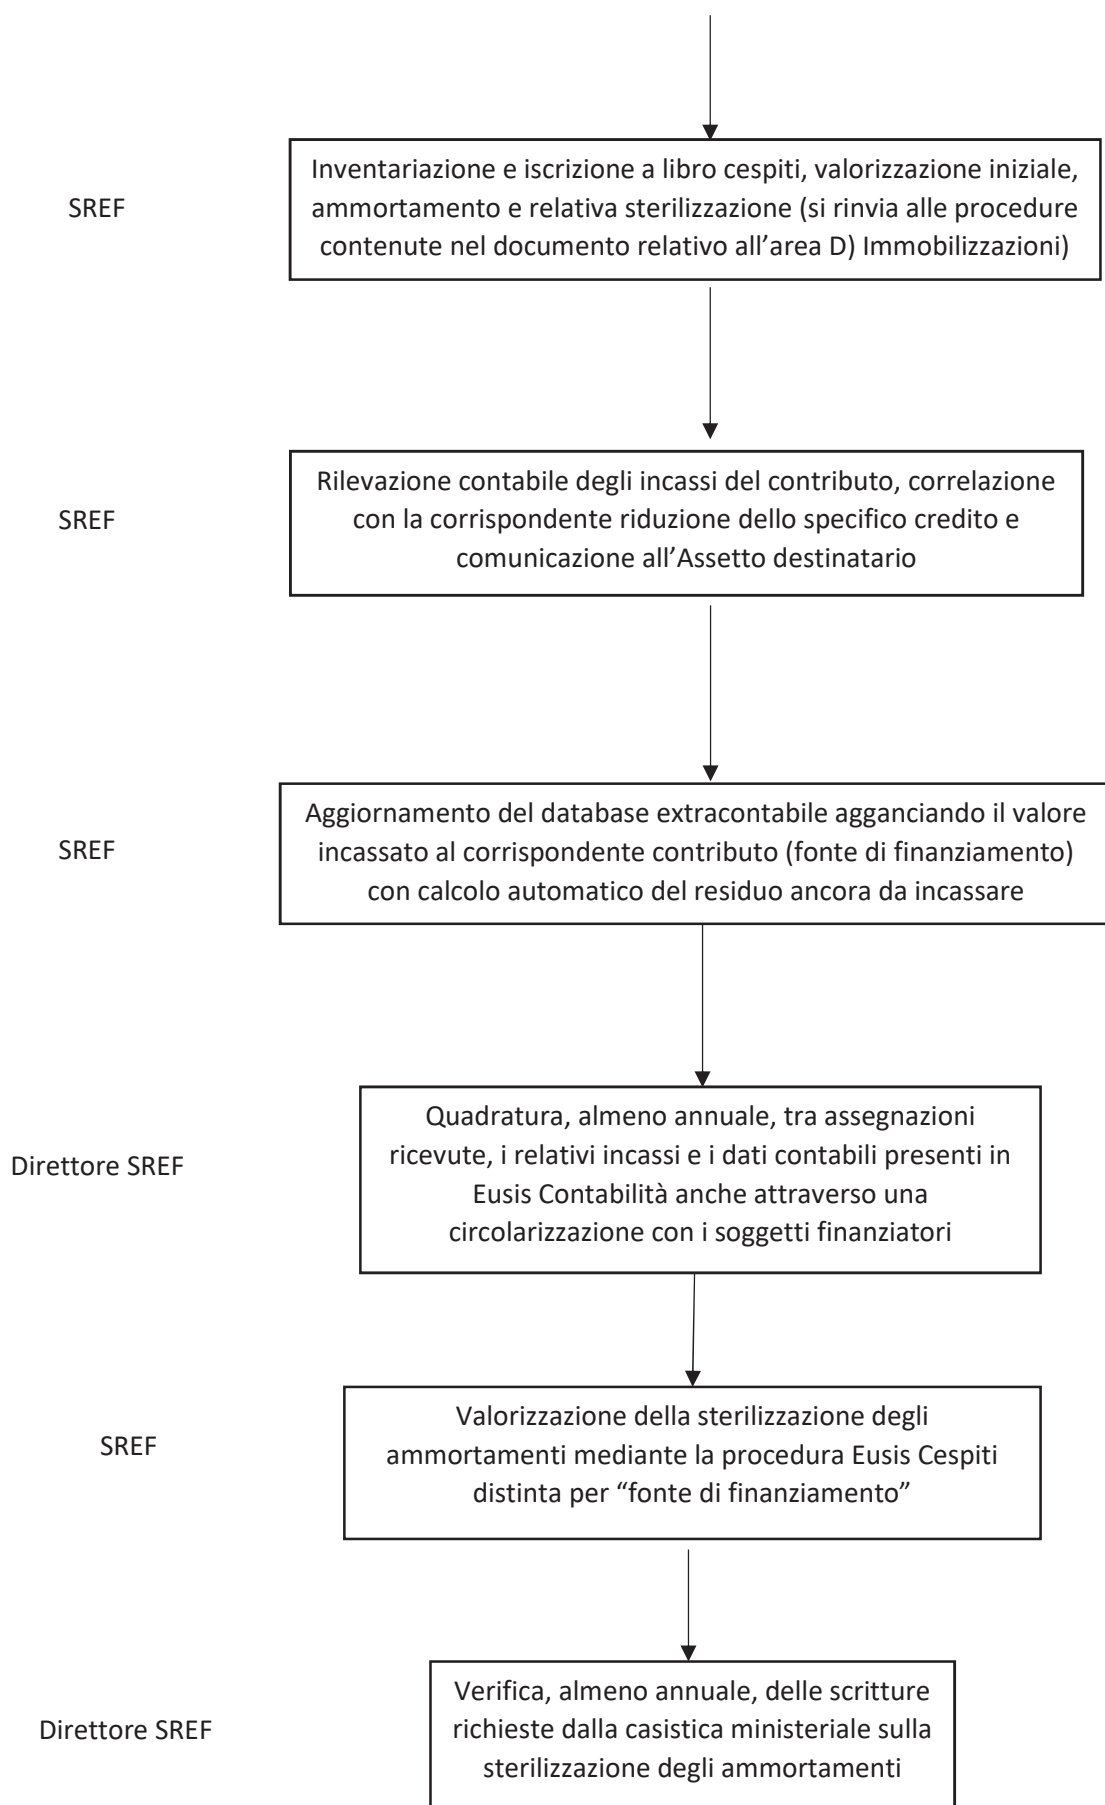 Inventariazione e iscrizione a libro cespiti, valorizzazione iniziale,
SREF
ammortamento e relativa sterilizzazione (si rinvia alle procedure
contenute nel documento relativo all’area D) Immobilizzazioni)
Rilevazione contabile degli incassi del contributo, correlazione
SREF
con la corrispondente riduzione dello specifico credito e
comunicazione all’Assetto destinatario
Aggiornamento del database extracontabile agganciando il valore
SREF
incassato al corrispondente contributo (fonte di finanziamento)
con calcolo automatico del residuo ancora da incassare
Quadratura, almeno annuale, tra assegnazioni
Direttore SREF
ricevute, i relativi incassi e i dati contabili presenti in
Eusis Contabilità anche attraverso una
circolarizzazione con i soggetti finanziatori
Valorizzazione della sterilizzazione degli
SREF
ammortamenti mediante la procedura Eusis Cespiti
distinta per “fonte di finanziamento”
Verifica, almeno annuale, delle scritture
Direttore SREF
richieste dalla casistica ministeriale sulla
sterilizzazione degli ammortamenti